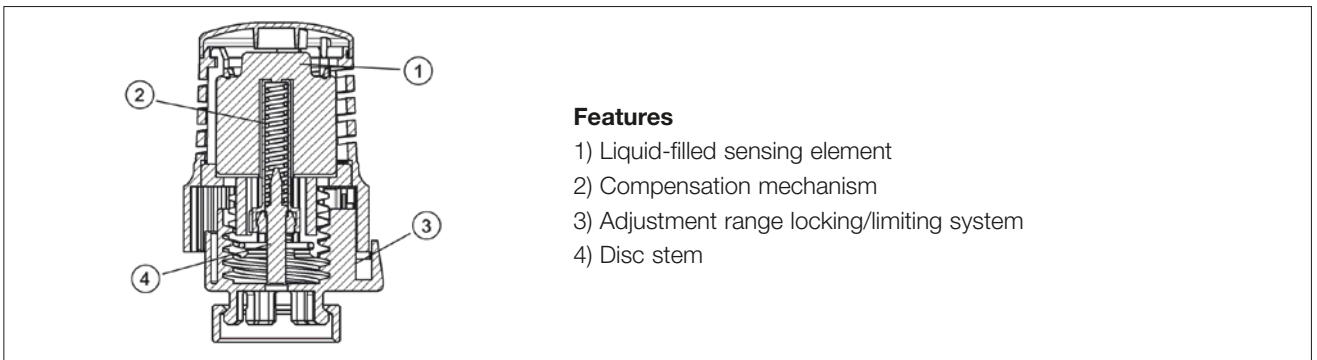 1
2
3
4
Features
1) Liquid-filled sensing element
2) Compensation mechanism
3) Adjustment range locking/limiting system
4) Disc stem